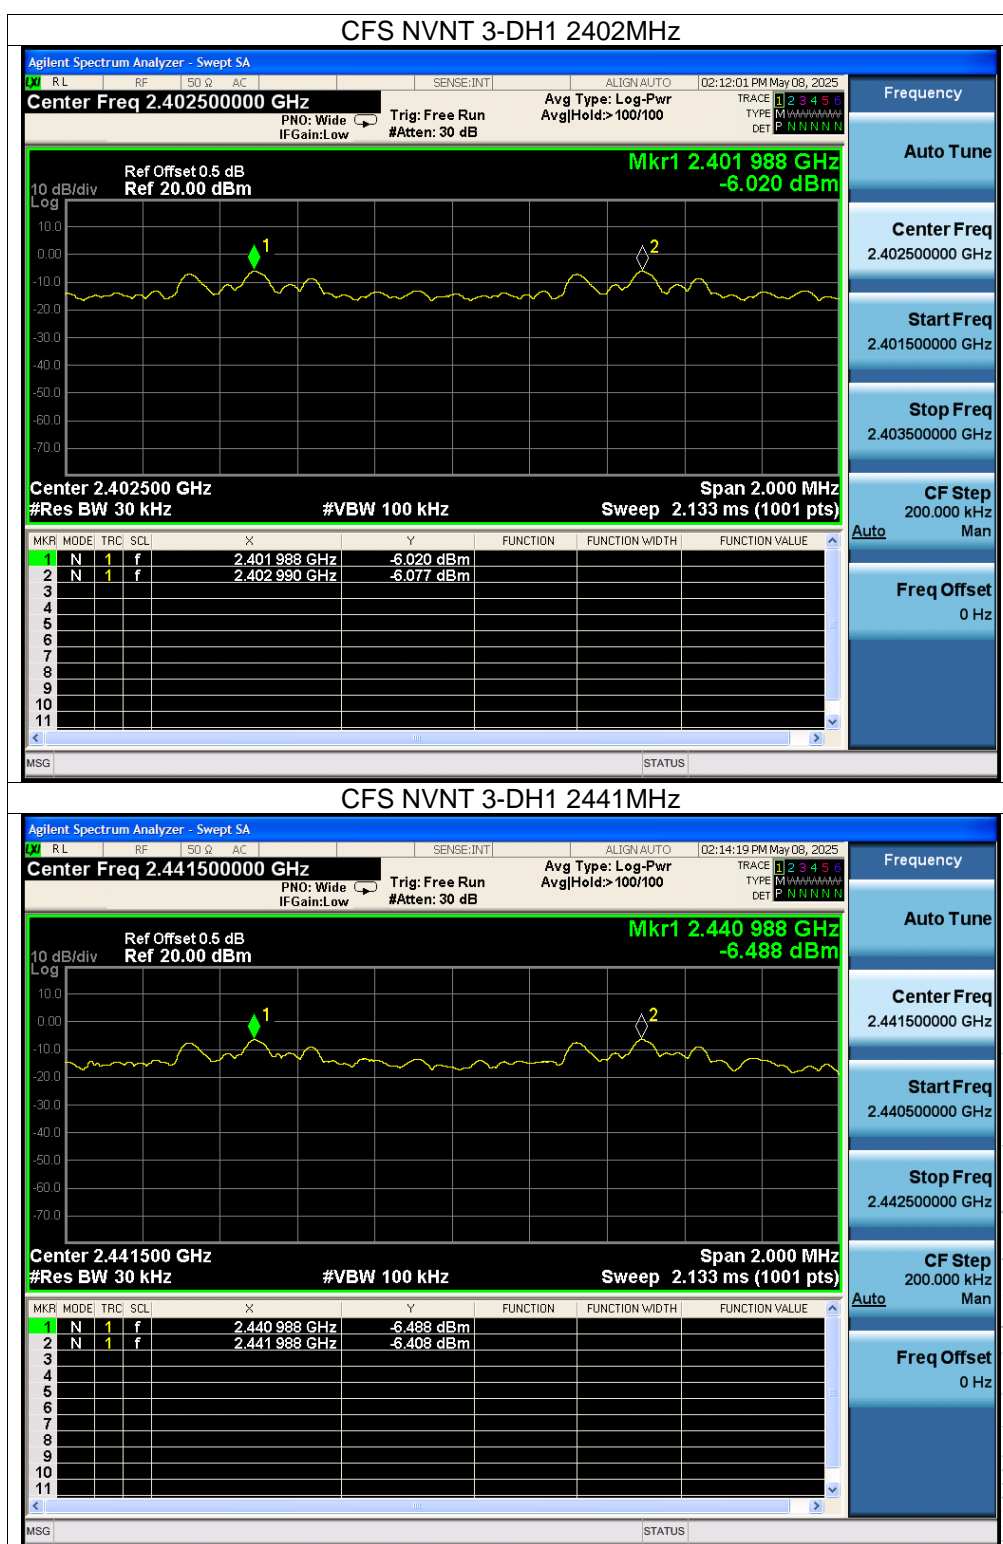 CFS NVNT 3-DH1 2402MHz
Agilent Spectrum Analyzer - Swept SA
LXI RL RF 50 Ω AC SENSE:INT ALIGN AUTO 02:12:01 PM May 08, 2025
Center Freq 2.402500000 GHz Avg Type: Log-Pwr TRACE 1 2 3 4 5 6
PNO: Wide Trig: Free Run Avg|Hold:>100/100 TYPE M
IFGain:Low #Atten: 30 dB DET P N N N N N
Frequency
Auto Tune
Center Freq
2.402500000 GHz
Start Freq
2.401500000 GHz
Stop Freq
2.403500000 GHz
CF Step
200.000 kHz
Auto Man
Freq Offset
0 Hz
Mkr1 2.401 988 GHz
-6.020 dBm
Ref Offset 0.5 dB
10 dB/div Ref 20.00 dBm
Log
10.0
0.00
-10.0
-20.0
-30.0
-40.0
-50.0
-60.0
-70.0
1
2
Center 2.402500 GHz Span 2.000 MHz
#Res BW 30 kHz #VBW 100 kHz Sweep 2.133 ms (1001 pts)
MKR MODE TRC SCL X Y FUNCTION FUNCTION WIDTH FUNCTION VALUE
1 N 1 f 2.401 988 GHz -6.020 dBm
2 N 1 f 2.402 990 GHz -6.077 dBm
3
4
5
6
7
8
9
10
11
MSG STATUS
CFS NVNT 3-DH1 2441MHz
Agilent Spectrum Analyzer - Swept SA
LXI RL RF 50 Ω AC SENSE:INT ALIGN AUTO 02:14:19 PM May 08, 2025
Center Freq 2.441500000 GHz Avg Type: Log-Pwr TRACE 1 2 3 4 5 6
PNO: Wide Trig: Free Run Avg|Hold:>100/100 TYPE M
IFGain:Low #Atten: 30 dB DET P N N N N N
Frequency
Auto Tune
Center Freq
2.441500000 GHz
Start Freq
2.440500000 GHz
Stop Freq
2.442500000 GHz
CF Step
200.000 kHz
Auto Man
Freq Offset
0 Hz
Mkr1 2.440 988 GHz
-6.488 dBm
Ref Offset 0.5 dB
10 dB/div Ref 20.00 dBm
Log
10.0
0.00
-10.0
-20.0
-30.0
-40.0
-50.0
-60.0
-70.0
1
2
Center 2.441500 GHz Span 2.000 MHz
#Res BW 30 kHz #VBW 100 kHz Sweep 2.133 ms (1001 pts)
MKR MODE TRC SCL X Y FUNCTION FUNCTION WIDTH FUNCTION VALUE
1 N 1 f 2.440 988 GHz -6.488 dBm
2 N 1 f 2.441 988 GHz -6.408 dBm
3
4
5
6
7
8
9
10
11
MSG STATUS